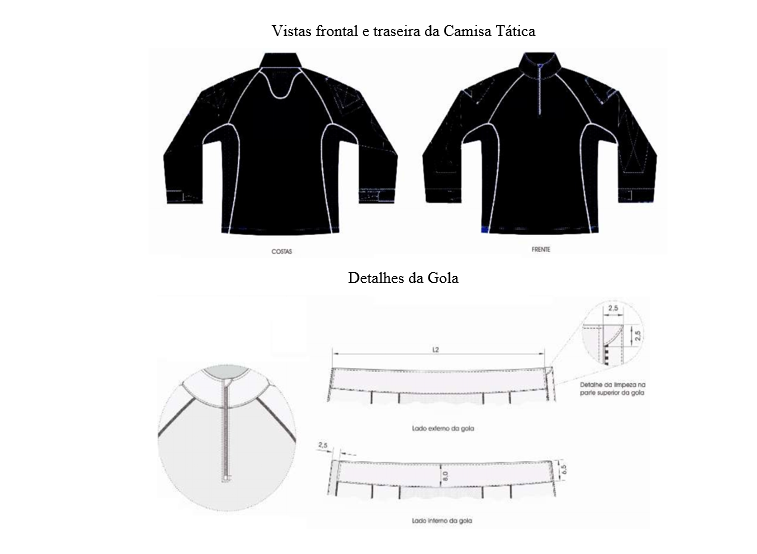 Vistas frontal e traseira da Camisa Tática
COSTAS
FRENTE
Detalhes da Gola
2,5
2,5
L2
Detalhe da limpeza na
parte superior da gola
Lado externo da gola
2,5
8,0
6,5
Lado interno da gola